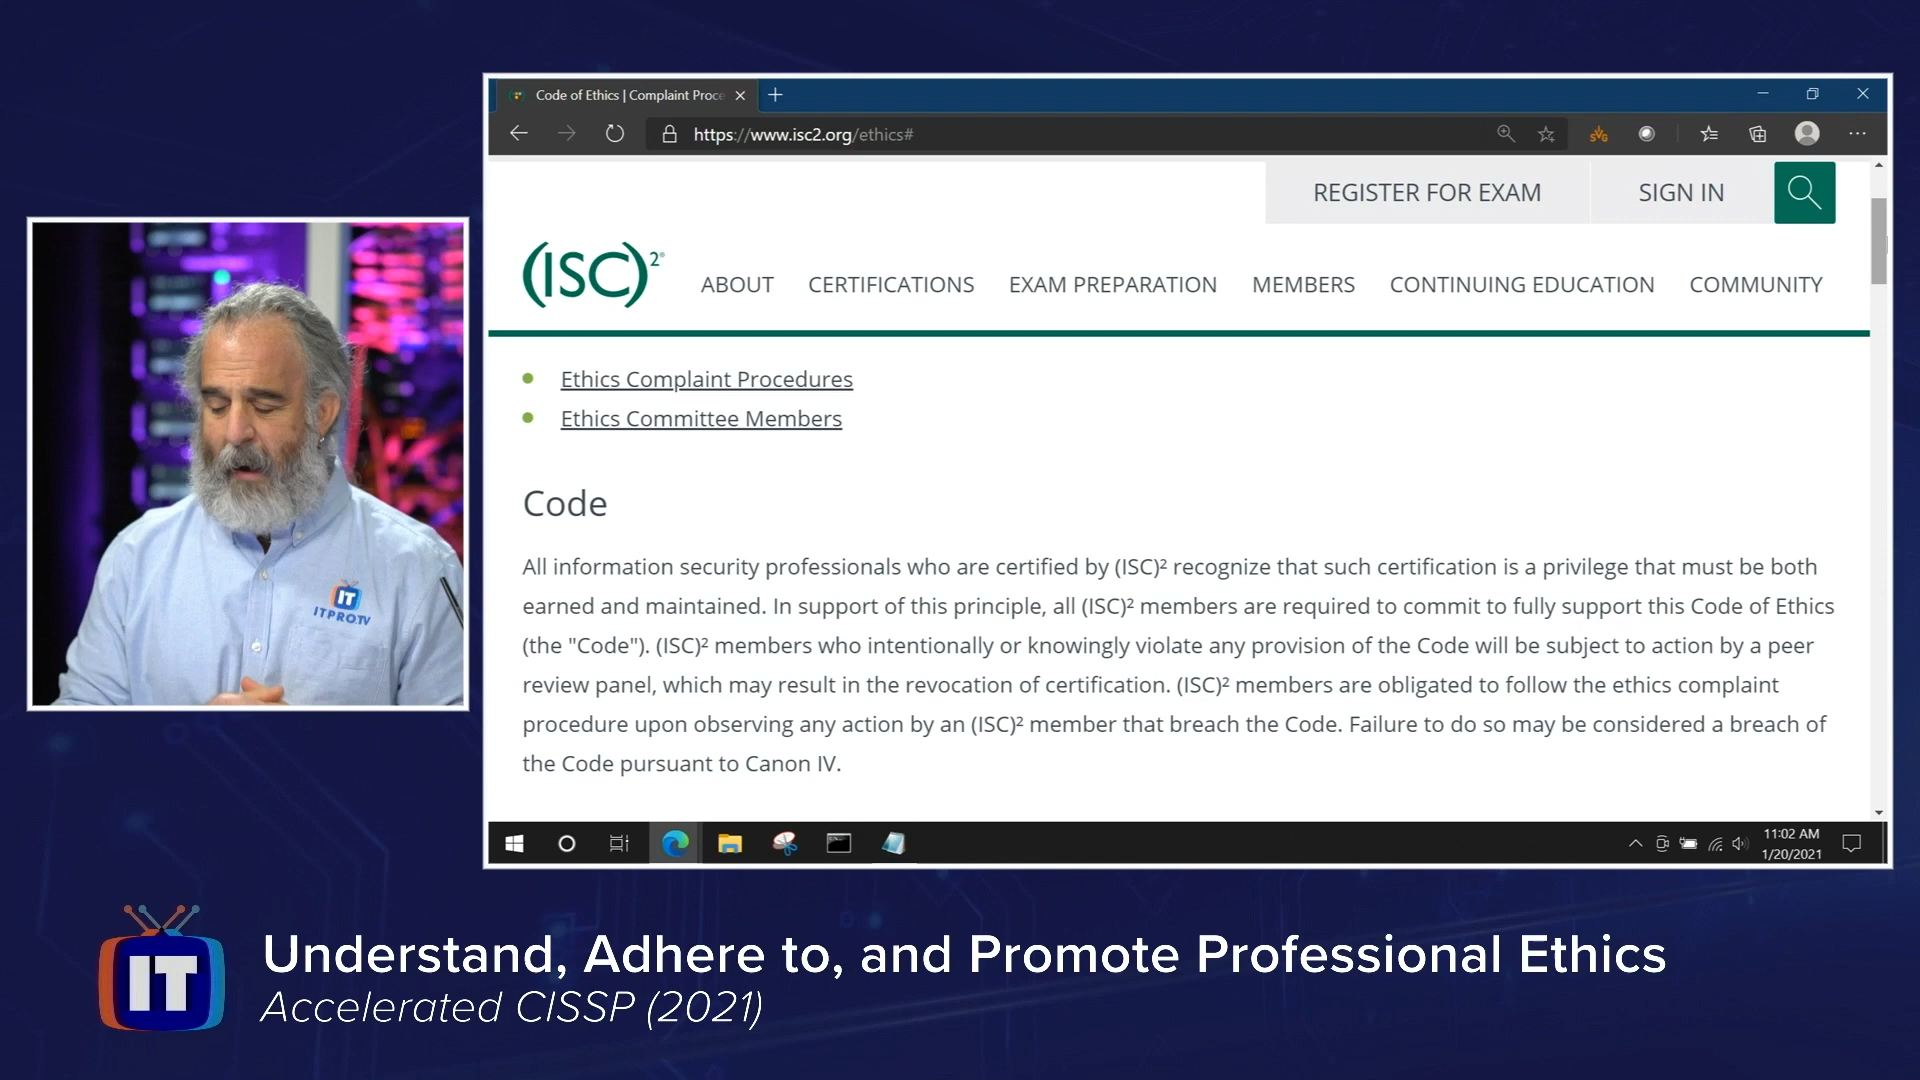 Code of Ethics | Complaint Proce
https://www.isc2.org/ethics#
REGISTER FOR EXAM
SIGN IN
(ISC)²®
ABOUT
CERTIFICATIONS
EXAM PREPARATION
MEMBERS
CONTINUING EDUCATION
COMMUNITY
Ethics Complaint Procedures
Ethics Committee Members
Code
All information security professionals who are certified by (ISC)² recognize that such certification is a privilege that must be both
earned and maintained. In support of this principle, all (ISC)² members are required to commit to fully support this Code of Ethics
(the "Code"). (ISC)² members who intentionally or knowingly violate any provision of the Code will be subject to action by a peer
review panel, which may result in the revocation of certification. (ISC)² members are obligated to follow the ethics complaint
procedure upon observing any action by an (ISC)² member that breach the Code. Failure to do so may be considered a breach of
the Code pursuant to Canon IV.
11:02 AM
1/20/2021
IT
ITPRO.TV
IT
Understand, Adhere to, and Promote Professional Ethics
Accelerated CISSP (2021)